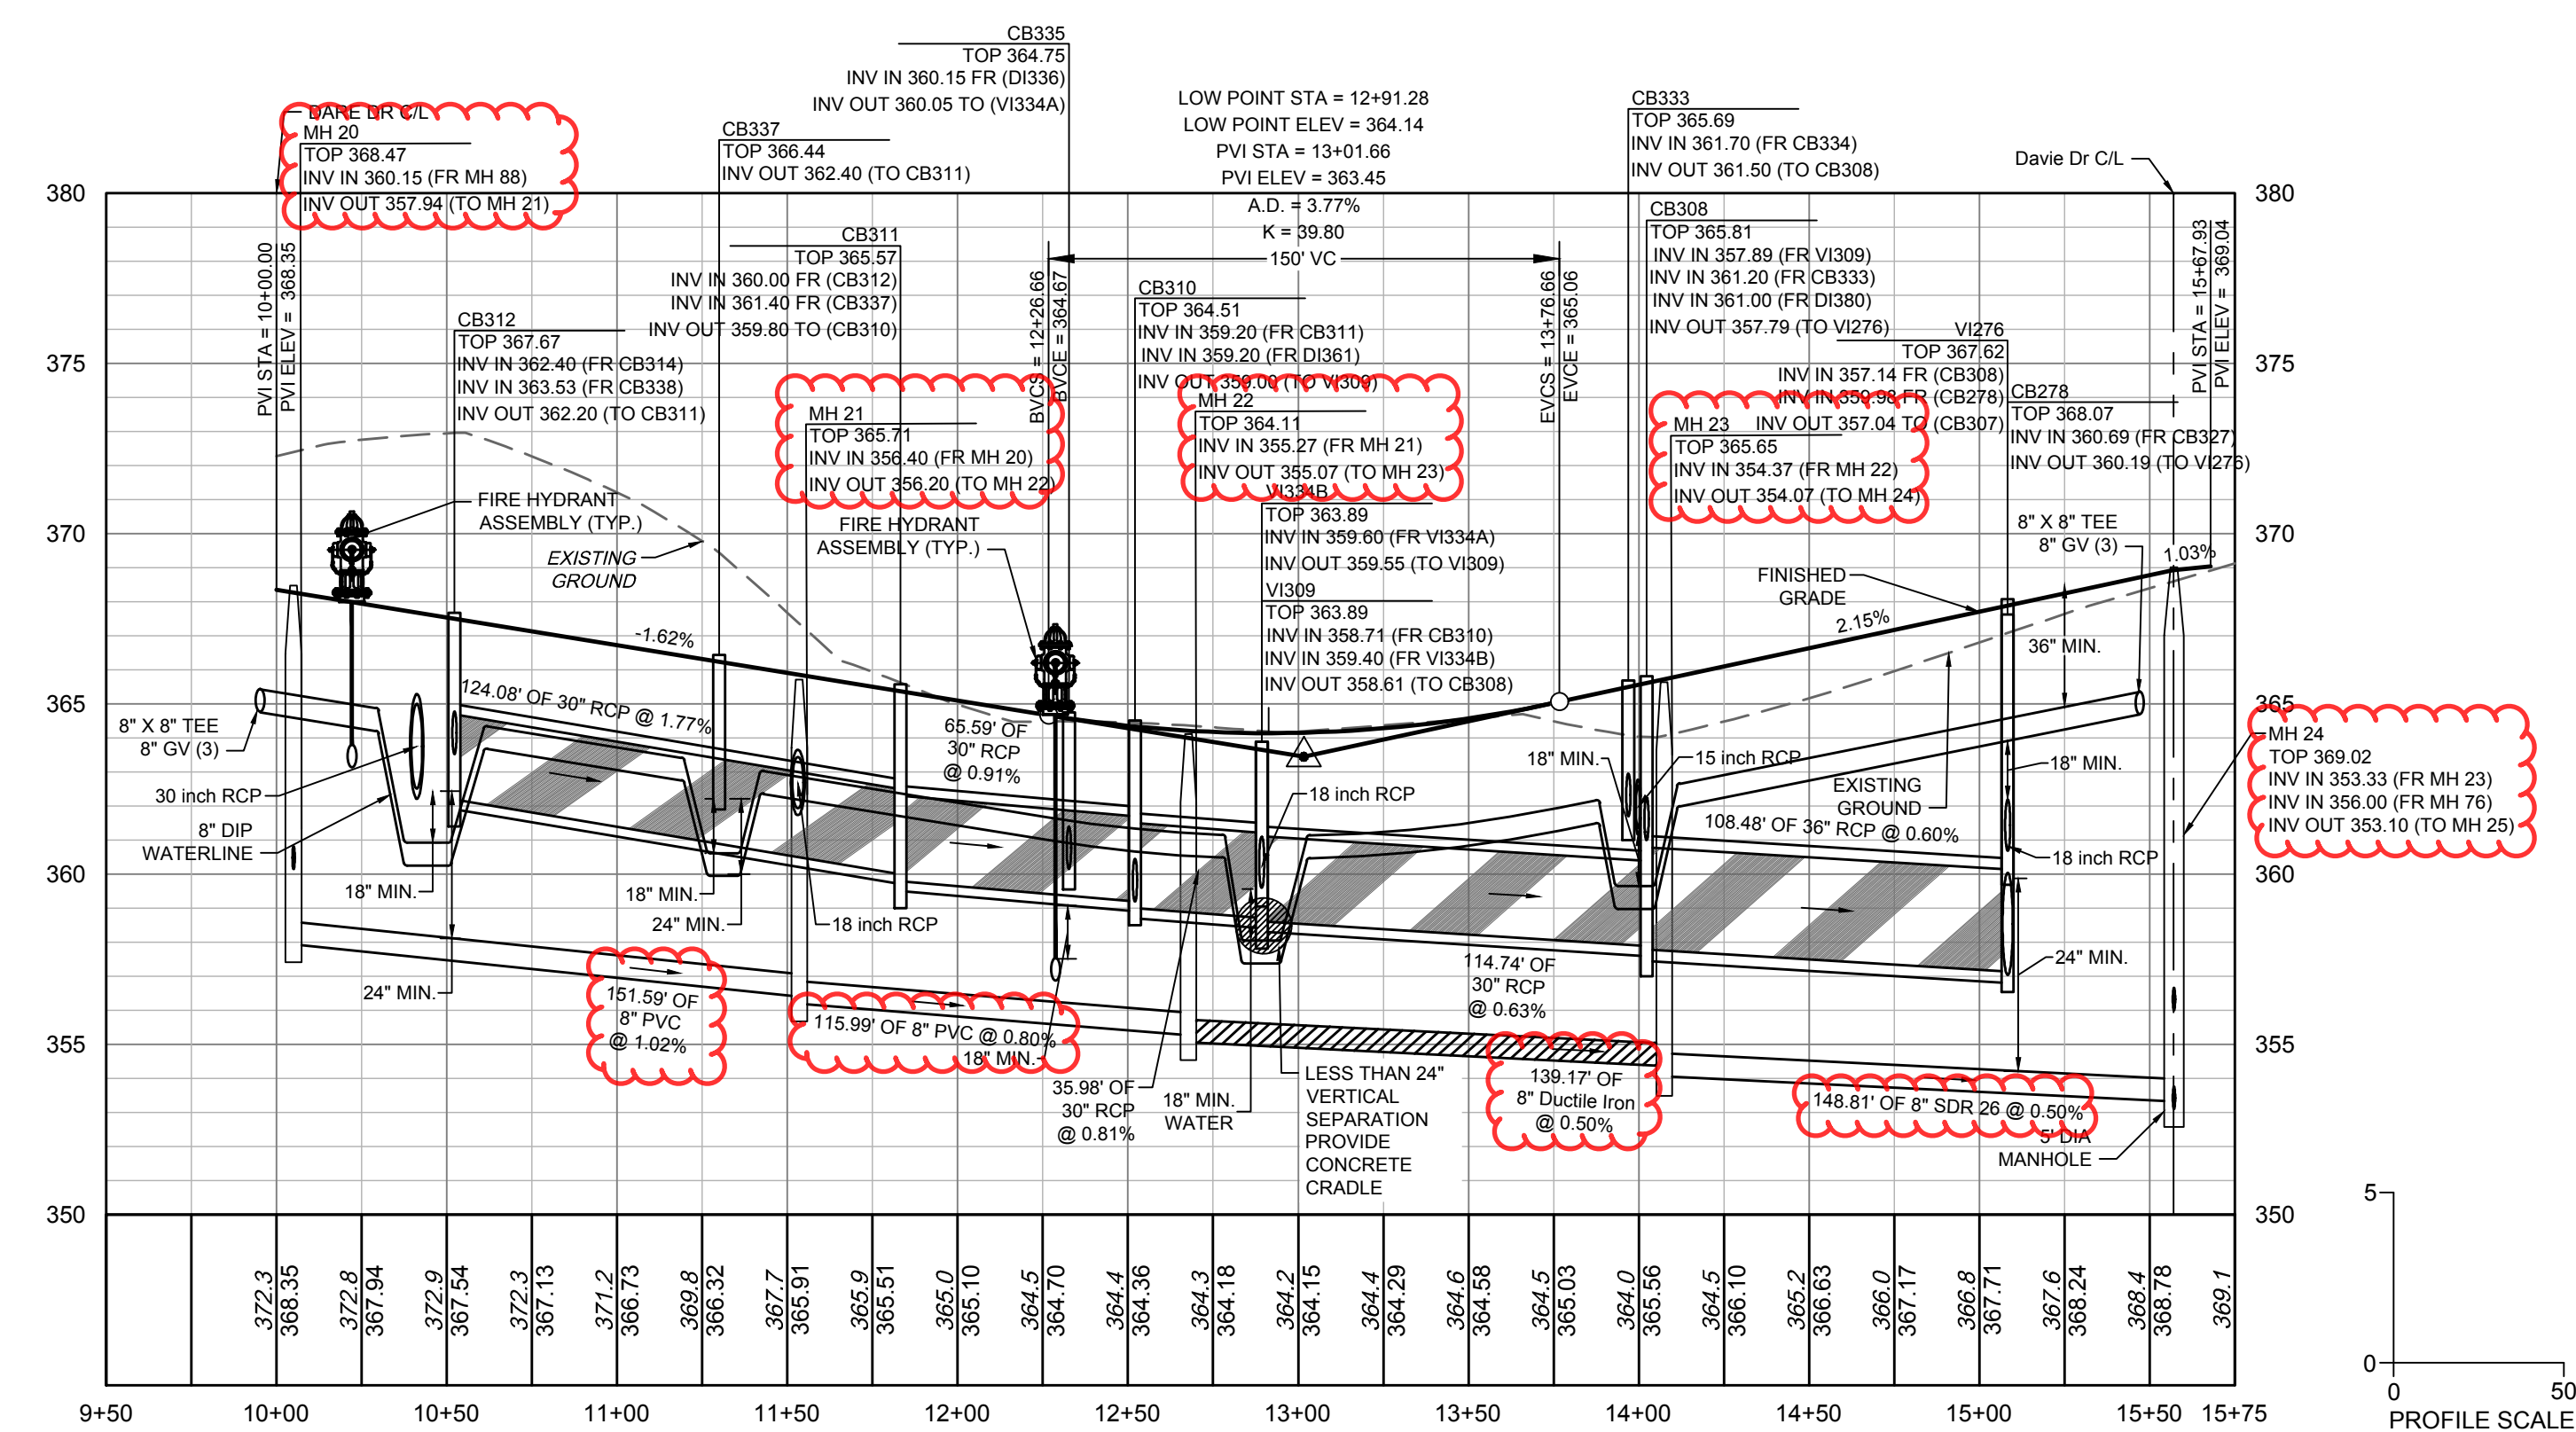 CB335
TOP 364.75
INV IN 360.15 FR (DI336)
INV OUT 360.05 TO (VI334A)
LOW POINT STA = 12+91.28
LOW POINT ELEV = 364.14
PVI STA = 13+01.66
PVI ELEV = 363.45
A.D. = 3.77%
K = 39.80
150' VC
CB333
TOP 365.69
INV IN 361.70 (FR CB334)
INV OUT 361.50 (TO CB308)
Davie Dr C/L
DARE DR C/L
MH 20
TOP 368.47
INV IN 360.15 (FR MH 88)
INV OUT 357.94 (TO MH 21)
CB337
TOP 366.44
INV OUT 362.40 (TO CB311)
380
380
CB311
TOP 365.57
INV IN 360.00 FR (CB312)
INV IN 361.40 FR (CB337)
INV OUT 359.80 TO (CB310)
CB308
TOP 365.81
INV IN 357.89 (FR VI309)
INV IN 361.20 (FR CB333)
INV IN 361.00 (FR DI380)
INV OUT 357.79 (TO VI276)
PVI STA = 10+00.00
PVI ELEV = 368.35
BVCS = 12+26.66
BVCE = 364.67
EVCS = 13+76.66
EVCE = 365.06
PVI STA = 15+67.93
PVI ELEV = 369.04
CB312
TOP 367.67
INV IN 362.40 (FR CB314)
INV IN 363.53 (FR CB338)
INV OUT 362.20 (TO CB311)
CB310
TOP 364.51
INV IN 359.20 (FR CB311)
INV IN 359.20 (FR DI361)
INV OUT 359.00 (TO VI309)
VI276
TOP 367.62
INV IN 357.14 FR (CB308)
INV IN 359.98 FR (CB278)
INV OUT 357.04 TO (CB307)
CB278
TOP 368.07
INV IN 360.69 (FR CB327)
INV OUT 360.19 (TO VI276)
375
375
MH 21
TOP 365.71
INV IN 356.40 (FR MH 20)
INV OUT 356.20 (TO MH 22)
MH 22
TOP 364.11
INV IN 355.27 (FR MH 21)
INV OUT 355.07 (TO MH 23)
MH 23
TOP 365.65
INV IN 354.37 (FR MH 22)
INV OUT 354.07 (TO MH 24)
VI334B
TOP 363.89
INV IN 359.60 (FR VI334A)
INV OUT 359.55 (TO VI309)
VI309
TOP 363.89
INV IN 358.71 (FR CB310)
INV IN 359.40 (FR VI334B)
INV OUT 358.61 (TO CB308)
FIRE HYDRANT
ASSEMBLY (TYP.)
FIRE HYDRANT
ASSEMBLY (TYP.)
EXISTING
GROUND
8" X 8" TEE
8" GV (3)
370
370
1.03%
FINISHED
GRADE
2.15%
-1.62%
36" MIN.
365
365
124.08' OF 30" RCP @ 1.77%
8" X 8" TEE
8" GV (3)
65.59' OF
30" RCP
@ 0.91%
18" MIN.
15 inch RCP
18" MIN.
MH 24
TOP 369.02
INV IN 353.33 (FR MH 23)
INV IN 356.00 (FR MH 76)
INV OUT 353.10 (TO MH 25)
30 inch RCP
18 inch RCP
EXISTING
GROUND
108.48' OF 36" RCP @ 0.60%
8" DIP
WATERLINE
18 inch RCP
360
360
18" MIN.
18" MIN.
24" MIN.
18 inch RCP
24" MIN.
114.74' OF
30" RCP
@ 0.63%
24" MIN.
151.59' OF
8" PVC
@ 1.02%
115.99' OF 8" PVC @ 0.80%
18" MIN.
355
355
35.98' OF
30" RCP
@ 0.81%
18" MIN.
WATER
LESS THAN 24"
VERTICAL
SEPARATION
PROVIDE
CONCRETE
CRADLE
139.17' OF
8" Ductile Iron
@ 0.50%
148.81' OF 8" SDR 26 @ 0.50%
5' DIA
MANHOLE
350
350
372.3
368.35
372.8
367.94
372.9
367.54
372.3
367.13
371.2
366.73
369.8
366.32
367.7
365.91
365.9
365.51
365.0
365.10
364.5
364.70
364.4
364.36
364.3
364.18
364.2
364.15
364.4
364.29
364.6
364.58
364.5
365.03
364.0
365.56
364.5
366.10
365.2
366.63
366.0
367.17
366.8
367.71
367.6
368.24
368.4
368.78
369.1
9+50
10+00
10+50
11+00
11+50
12+00
12+50
13+00
13+50
14+00
14+50
15+00
15+50
15+75
5
0
0
50
PROFILE SCALE